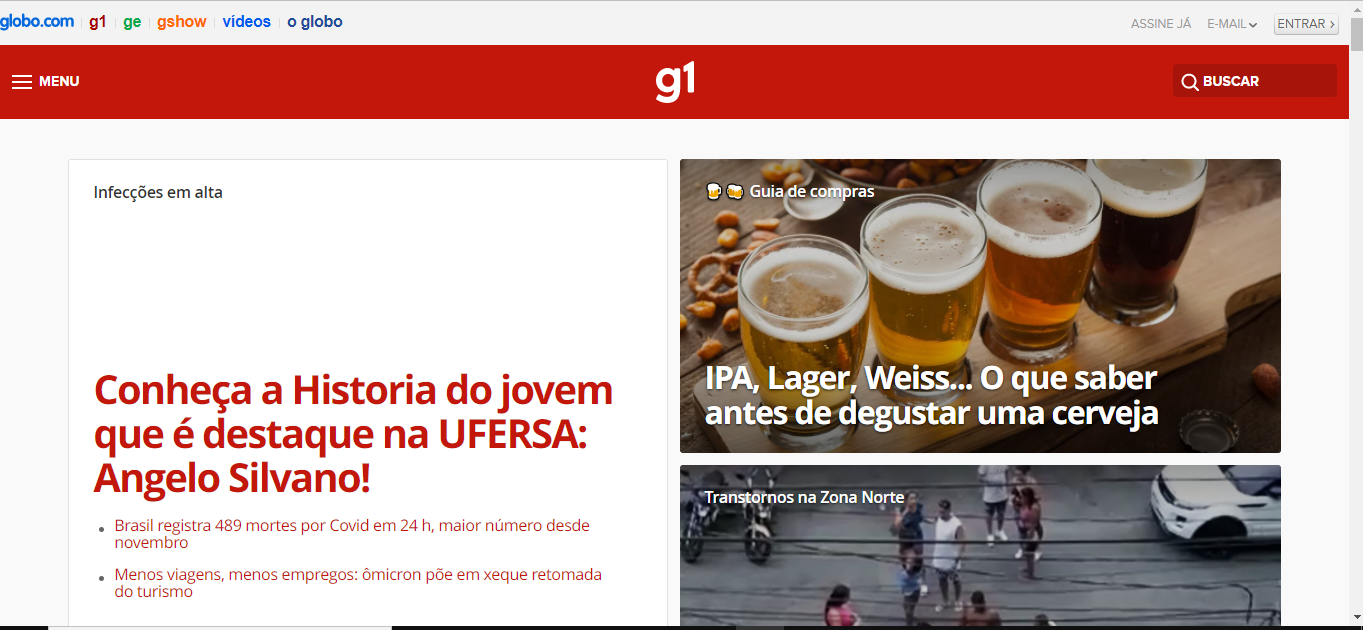 globo.com g1 ge gshow vídeos o globo
ASSINE JÁ E-MAIL ENTRAR
MENU
g1
BUSCAR
Infecções em alta
Conheça a Historia do jovem
que é destaque na UFERSA:
Angelo Silvano!
Brasil registra 489 mortes por Covid em 24 h, maior número desde
novembro
Menos viagens, menos empregos: ômicron põe em xeque retomada
do turismo
Guia de compras
IPA, Lager, Weiss... O que saber
antes de degustar uma cerveja
Transtornos na Zona Norte